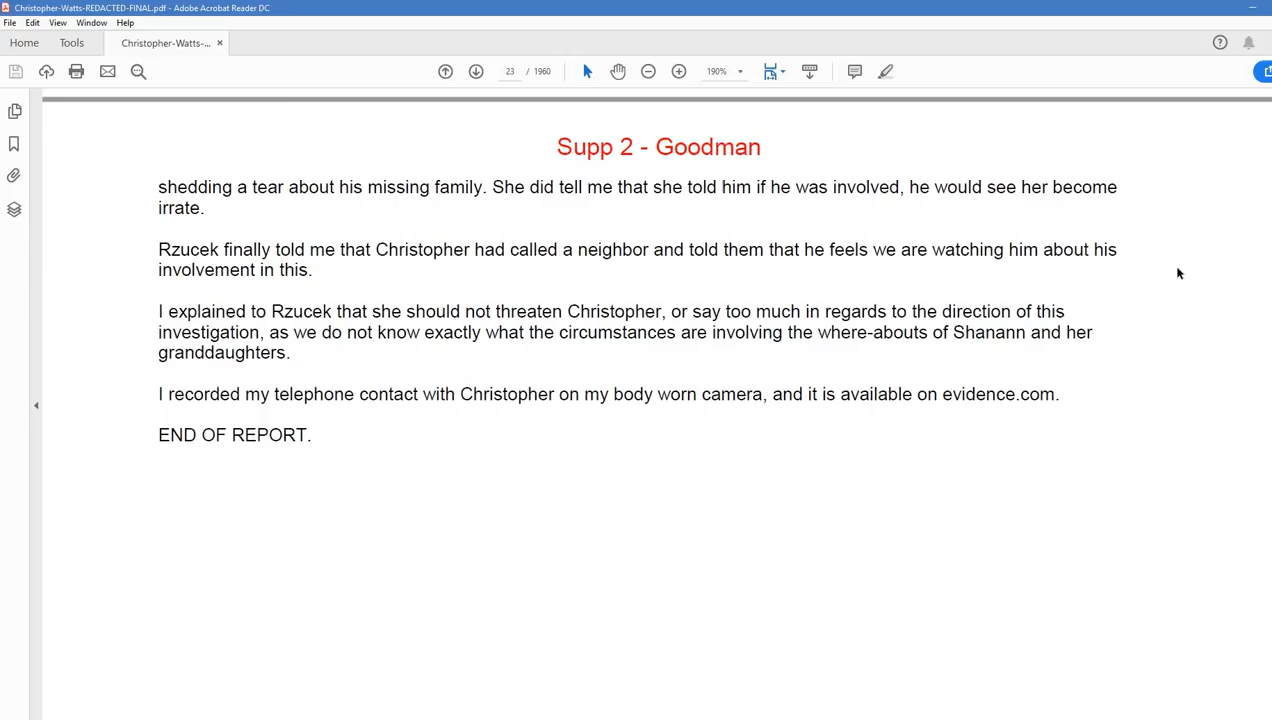 Christopher-Watts-REDACTED-FINAL.pdf - Adobe Acrobat Reader DC
File Edit View Window Help
Home Tools Christopher-Watts-... ×
23 / 1960 190%
Supp 2 - Goodman
shedding a tear about his missing family. She did tell me that she told him if he was involved, he would see her become
irrate.
Rzucek finally told me that Christopher had called a neighbor and told them that he feels we are watching him about his
involvement in this.
I explained to Rzucek that she should not threaten Christopher, or say too much in regards to the direction of this
investigation, as we do not know exactly what the circumstances are involving the where-abouts of Shanann and her
granddaughters.
I recorded my telephone contact with Christopher on my body worn camera, and it is available on evidence.com.
END OF REPORT.